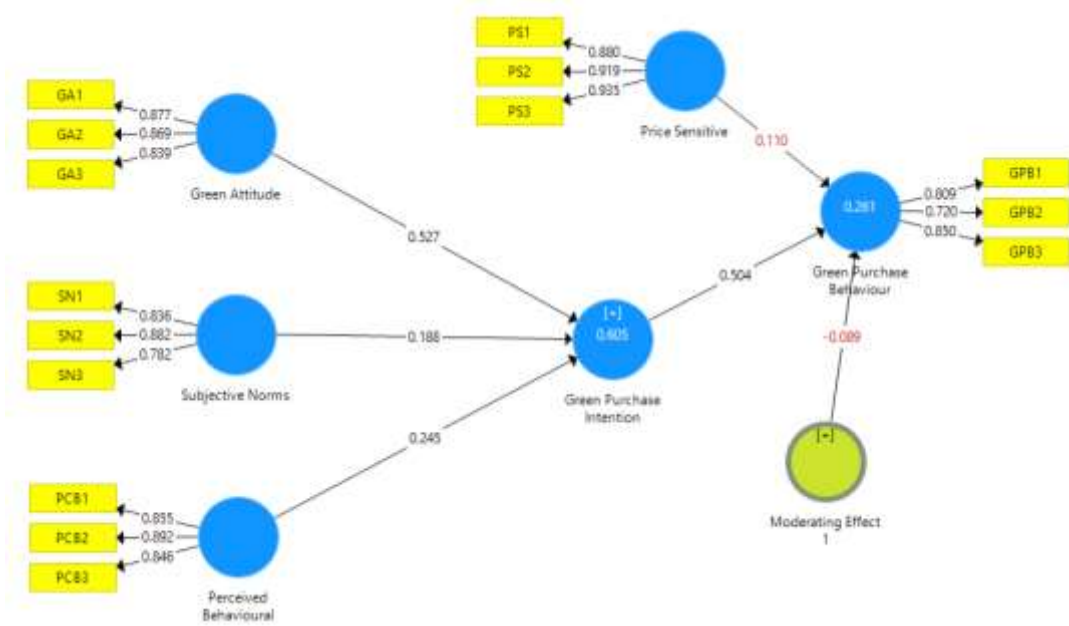 PS1
0.880
PS2
0.919
PS3
0.935
Price Sensitive
0.110
GA1
0.877
GA2
0.869
GA3
0.839
Green Attitude
0.527
GPB1
0.809
GPB2
0.720
GPB3
0.850
0.261
Green Purchase
Behaviour
0.504
SN1
0.836
SN2
0.882
SN3
0.782
Subjective Norms
0.188
[+]
0.605
Green Purchase
Intention
-0.089
0.245
[+]
Moderating Effect
1
PCB1
0.855
PCB2
0.892
PCB3
0.846
Perceived
Behavioural